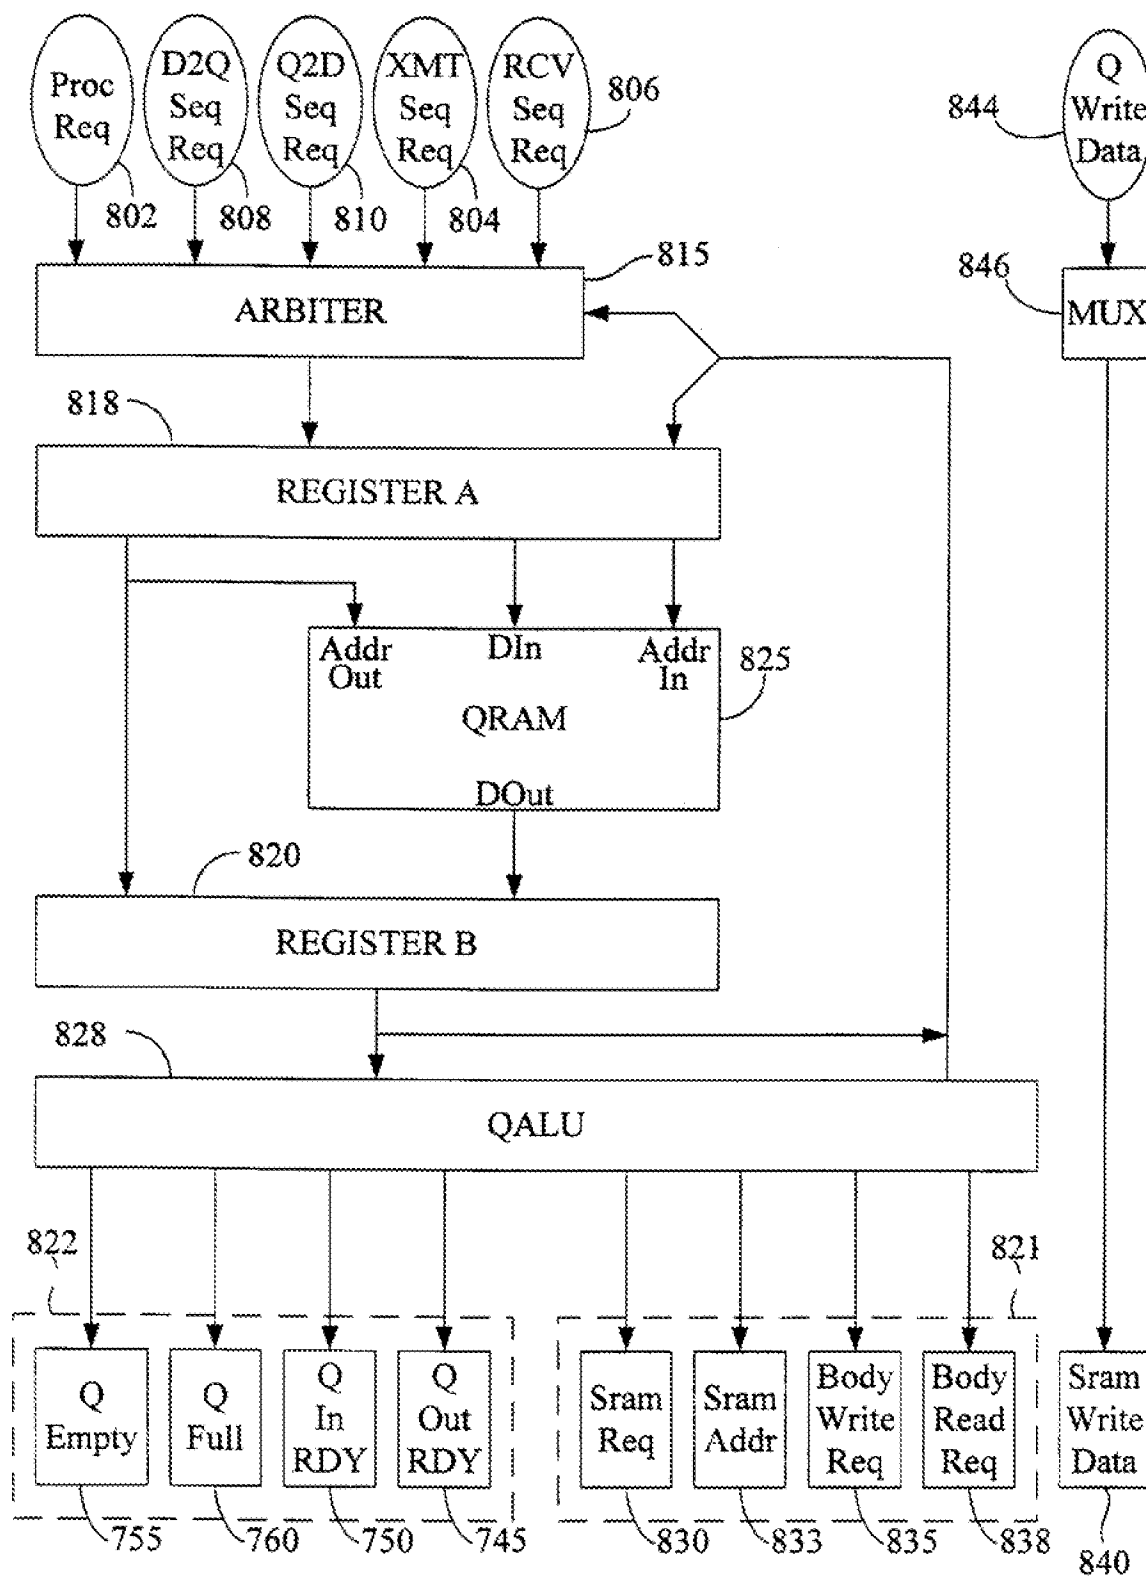 Proc
Req
D2Q
Seq
Req
Q2D
Seq
Req
XMT
Seq
Req
RCV
Seq
Req
806
844
Q
Write
Data
802
808
810
804
815
846
ARBITER
MUX
818
REGISTER A
Addr
Out
DIn
Addr
In
825
QRAM
DOut
820
REGISTER B
828
QALU
822
821
Q
Empty
Q
Full
Q
In
RDY
Q
Out
RDY
Sram
Req
Sram
Addr
Body
Write
Req
Body
Read
Req
Sram
Write
Data
755
760
750
745
830
833
835
838
840